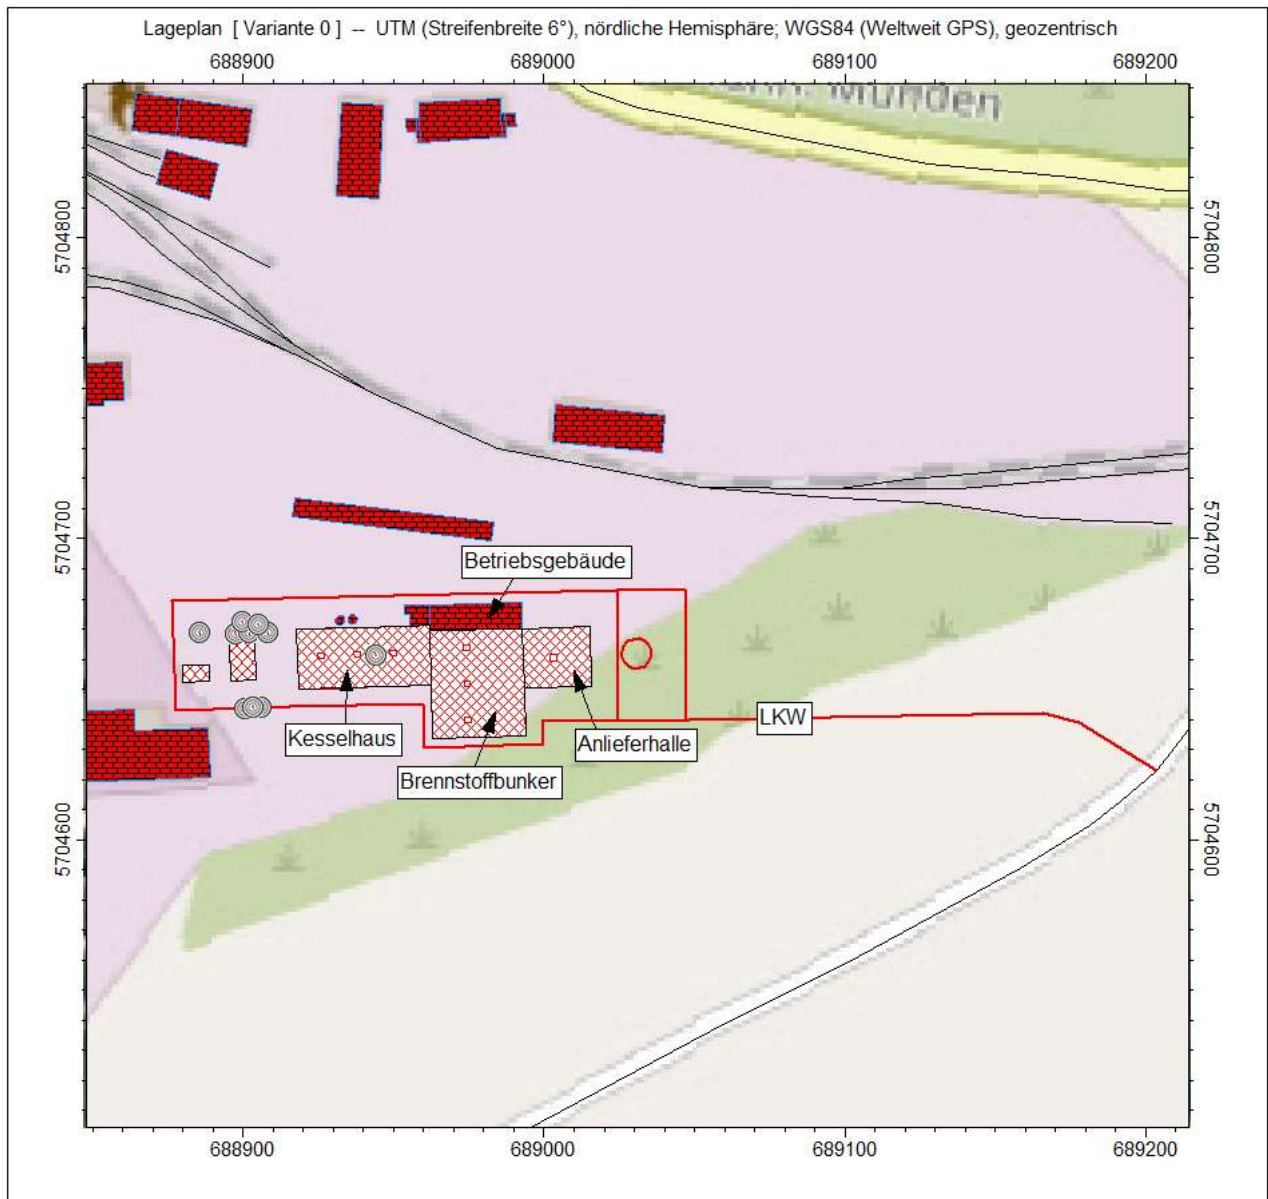 Lageplan [ Variante 0 ] -- UTM (Streifenbreite 6°), nördliche Hemisphäre; WGS84 (Weltweit GPS), geozentrisch
688900 689000 689100 689200
Münden
5704800 5704800
5704700 5704700
Betriebsgebäude
LKW
Kesselhaus
Anlieferhalle
Brennstoffbunker
5704600 5704600
688900 689000 689100 689200